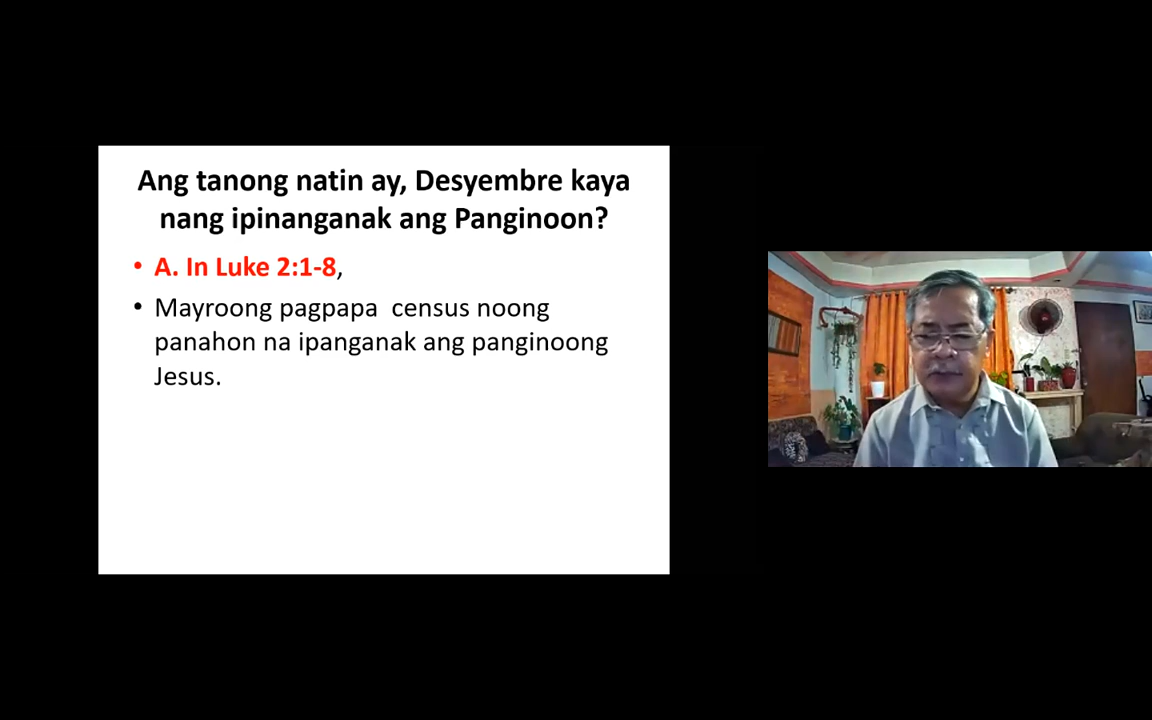 Ang tanong natin ay, Desyembre kaya
nang ipinanganak ang Panginoon?
• A. In Luke 2:1-8,
• Mayroong pagpapa  census noong
panahon na ipanganak ang panginoong
Jesus.